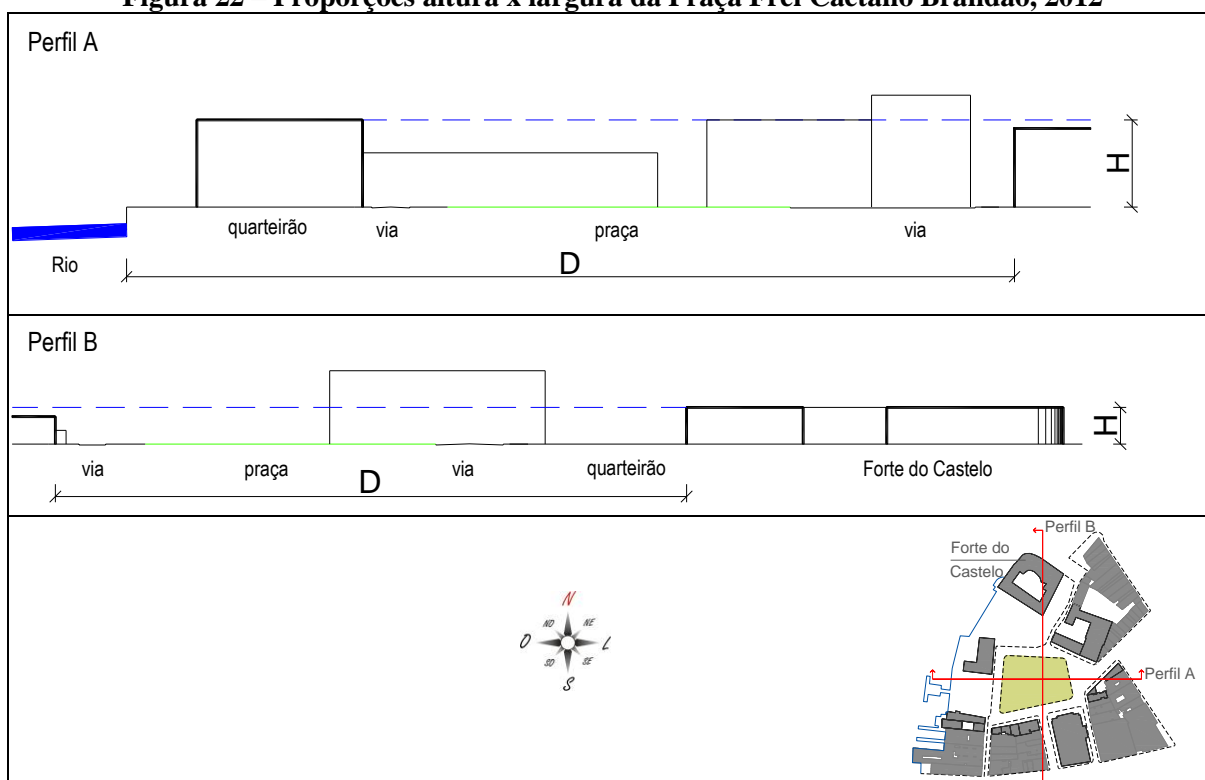 Figura 22 – Proporções altura x largura da Praça Frei Caetano Brandão, 2012
Perfil A
H
quarteirão via praça via
Rio
D
Perfil B
H
via praça via quarteirão Forte do Castelo
D
Perfil B
Forte do
Castelo
Perfil A
N
NO NE
O L
SO SE
S